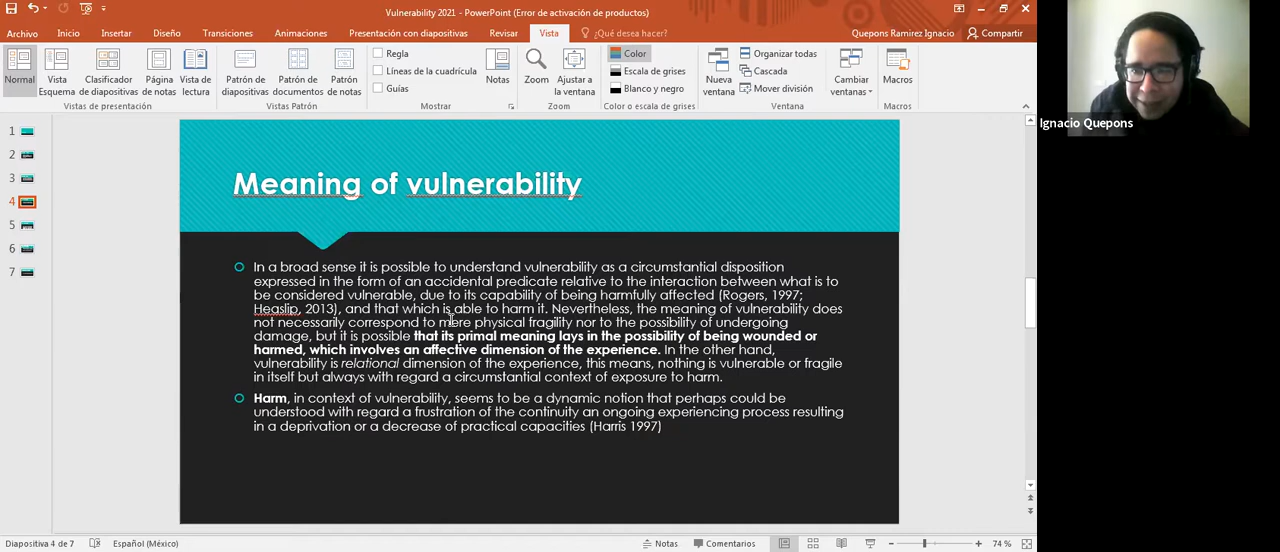 Vulnerability 2021 - PowerPoint (Error de activación de productos)
Archivo Inicio Insertar Diseño Transiciones Animaciones Presentación con diapositivas Revisar Vista ¿Qué desea hacer? Quepons Ramirez Ignacio Compartir
Normal
Vista Esquema
Clasificador de diapositivas
Página de notas
Vista de lectura
Vistas de presentación
Patrón de diapositivas
Patrón de documentos
Patrón de notas
Vistas Patrón
Regla
Líneas de la cuadrícula
Guías
Mostrar
Notas
Zoom
Ajustar a la ventana
Zoom
Color
Escala de grises
Blanco y negro
Color o escala de grises
Nueva ventana
Organizar todas
Cascada
Mover división
Ventana
Cambiar ventanas
Macros
Macros
Ignacio Quepons
1
2
3
4
5
6
7
Meaning of vulnerability
In a broad sense it is possible to understand vulnerability as a circumstantial disposition
expressed in the form of an accidental predicate relative to the interaction between what is to
be considered vulnerable, due to its capability of being harmfully affected (Rogers, 1997;
Heaslip, 2013), and that which is able to harm it. Nevertheless, the meaning of vulnerability does
not necessarily correspond to mere physical fragility nor to the possibility of undergoing
damage, but it is possible that its primal meaning lays in the possibility of being wounded or
harmed, which involves an affective dimension of the experience. In the other hand,
vulnerability is relational dimension of the experience, this means, nothing is vulnerable or fragile
in itself but always with regard a circumstantial context of exposure to harm.
Harm, in context of vulnerability, seems to be a dynamic notion that perhaps could be
understood with regard a frustration of the continuity an ongoing experiencing process resulting
in a deprivation or a decrease of practical capacities (Harris 1997)
Diapositiva 4 de 7 Español (México) Notas Comentarios 74 %